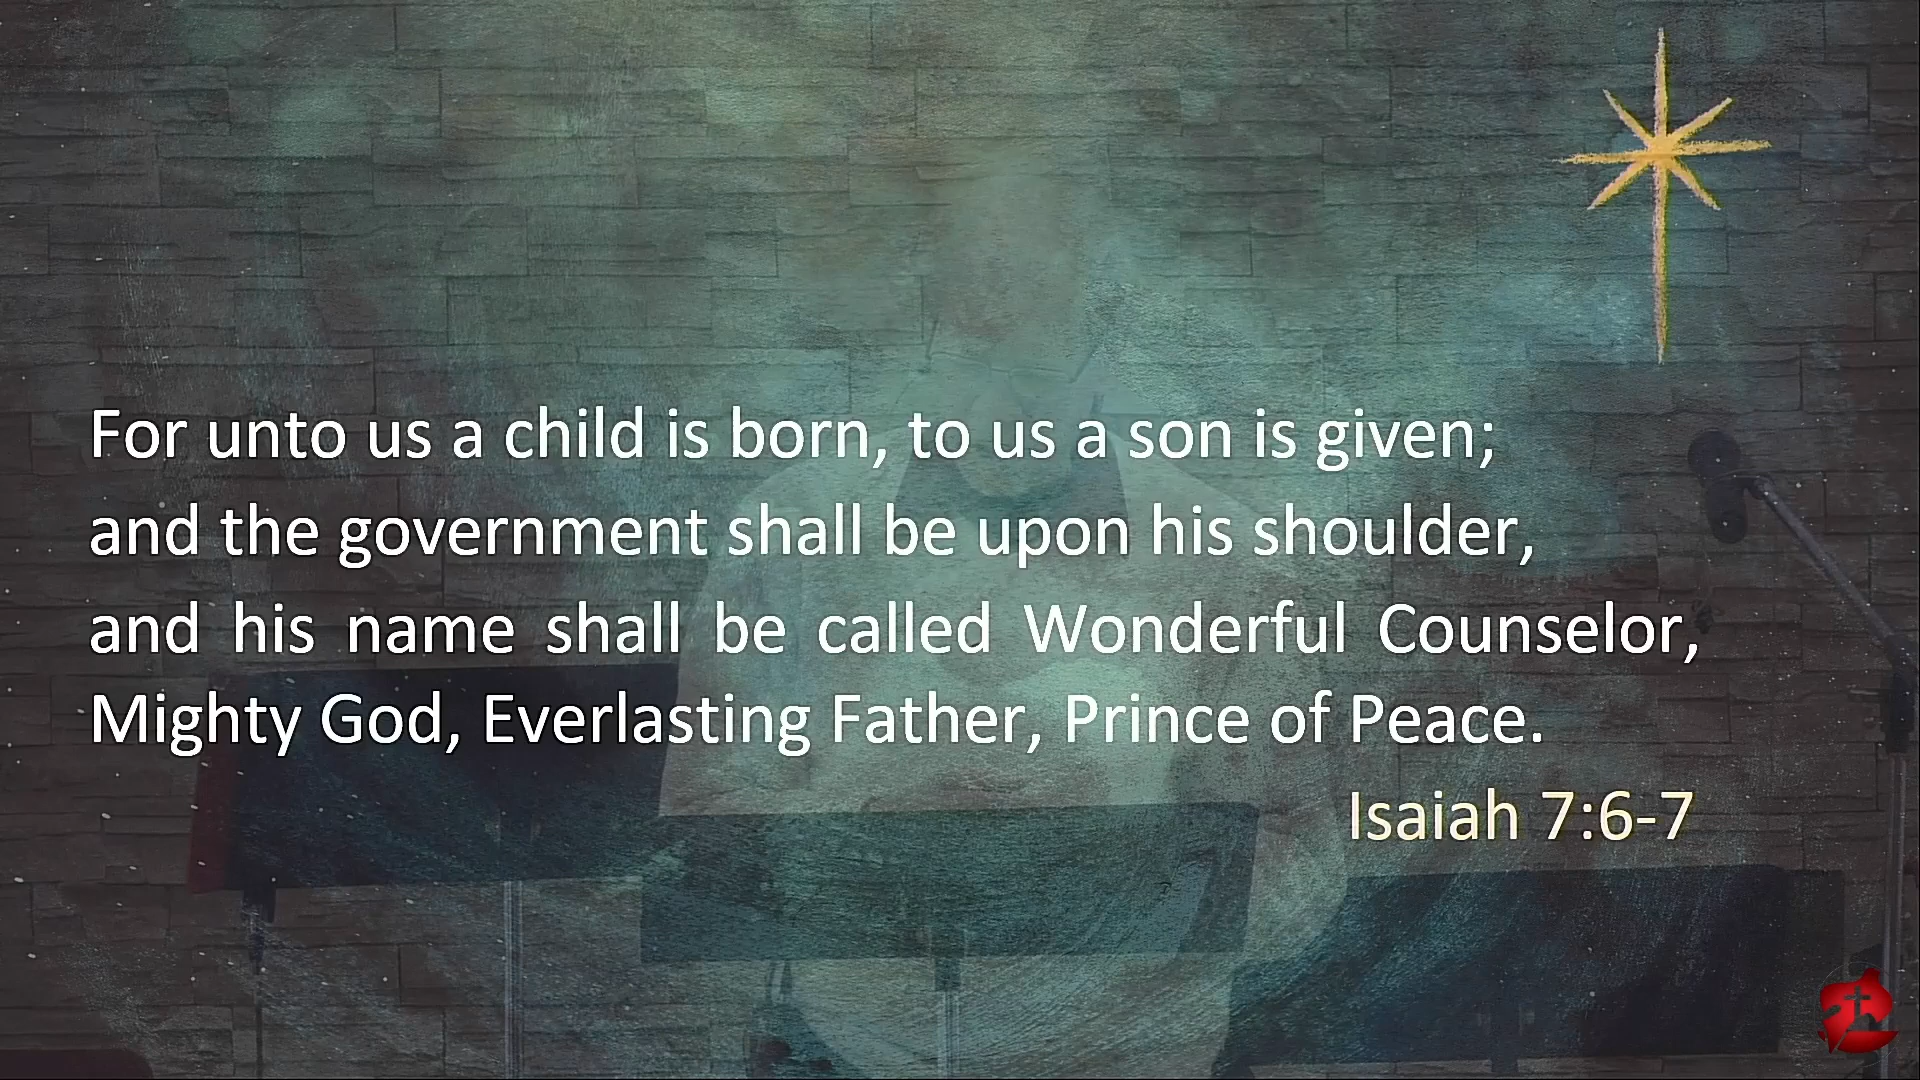 For unto us a child is born, to us a son is given;
and the government shall be upon his shoulder,
and his name shall be called Wonderful Counselor,
Mighty God, Everlasting Father, Prince of Peace.
Isaiah 7:6-7